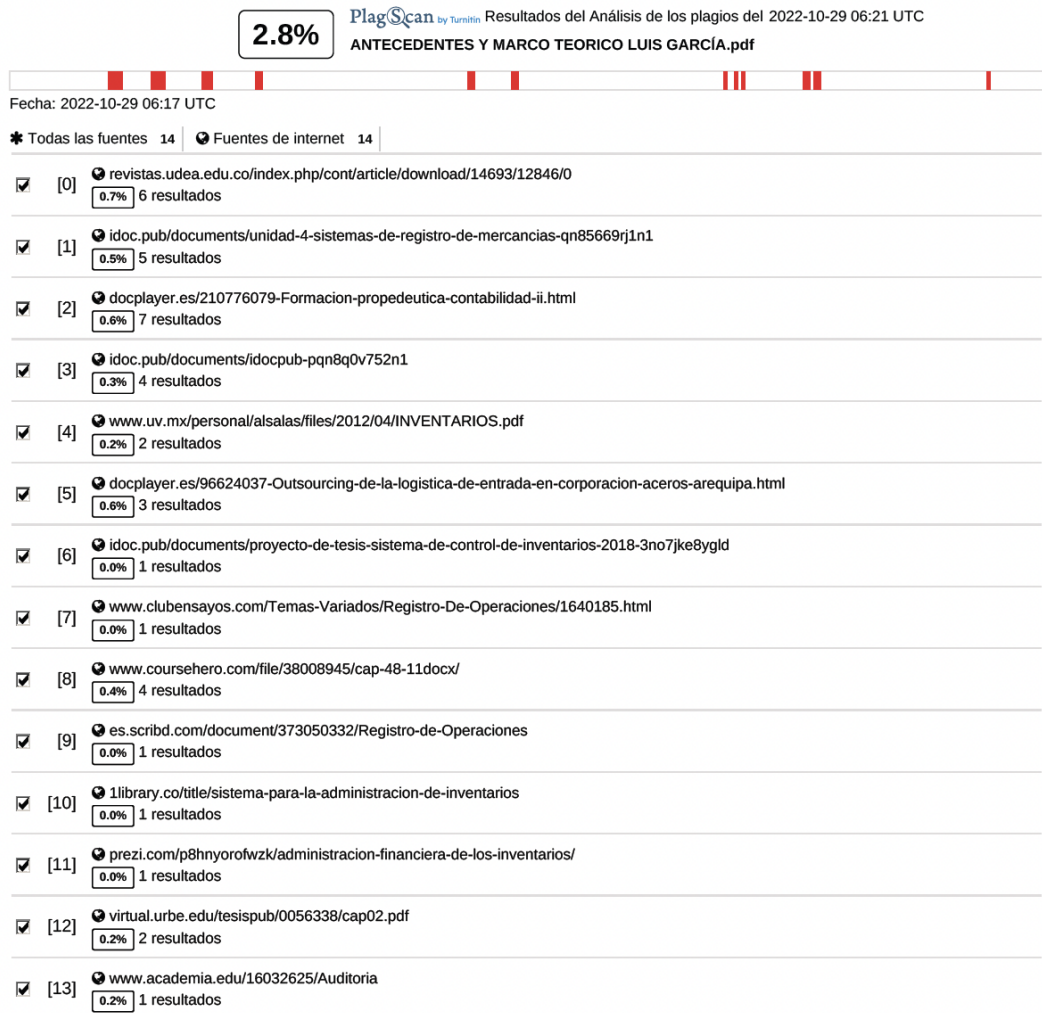 2.8%
PlagScan by Turnitin Resultados del Análisis de los plagios del 2022-10-29 06:21 UTC
ANTECEDENTES Y MARCO TEORICO LUIS GARCÍA.pdf
Fecha: 2022-10-29 06:17 UTC
✱ Todas las fuentes 14 Fuentes de internet 14
[0] revistas.udea.edu.co/index.php/cont/article/download/14693/12846/0
0.7% 6 resultados
[1] idoc.pub/documents/unidad-4-sistemas-de-registro-de-mercancias-qn85669rj1n1
0.5% 5 resultados
[2] docplayer.es/210776079-Formacion-propedeutica-contabilidad-ii.html
0.6% 7 resultados
[3] idoc.pub/documents/idocpub-pqn8q0v752n1
0.3% 4 resultados
[4] www.uv.mx/personal/alsalas/files/2012/04/INVENTARIOS.pdf
0.2% 2 resultados
[5] docplayer.es/96624037-Outsourcing-de-la-logistica-de-entrada-en-corporacion-aceros-arequipa.html
0.6% 3 resultados
[6] idoc.pub/documents/proyecto-de-tesis-sistema-de-control-de-inventarios-2018-3no7jke8ygld
0.0% 1 resultados
[7] www.clubensayos.com/Temas-Variados/Registro-De-Operaciones/1640185.html
0.0% 1 resultados
[8] www.coursehero.com/file/38008945/cap-48-11docx/
0.4% 4 resultados
[9] es.scribd.com/document/373050332/Registro-de-Operaciones
0.0% 1 resultados
[10] 1library.co/title/sistema-para-la-administracion-de-inventarios
0.0% 1 resultados
[11] prezi.com/p8hnyorofwzk/administracion-financiera-de-los-inventarios/
0.0% 1 resultados
[12] virtual.urbe.edu/tesispub/0056338/cap02.pdf
0.2% 2 resultados
[13] www.academia.edu/16032625/Auditoria
0.2% 1 resultados